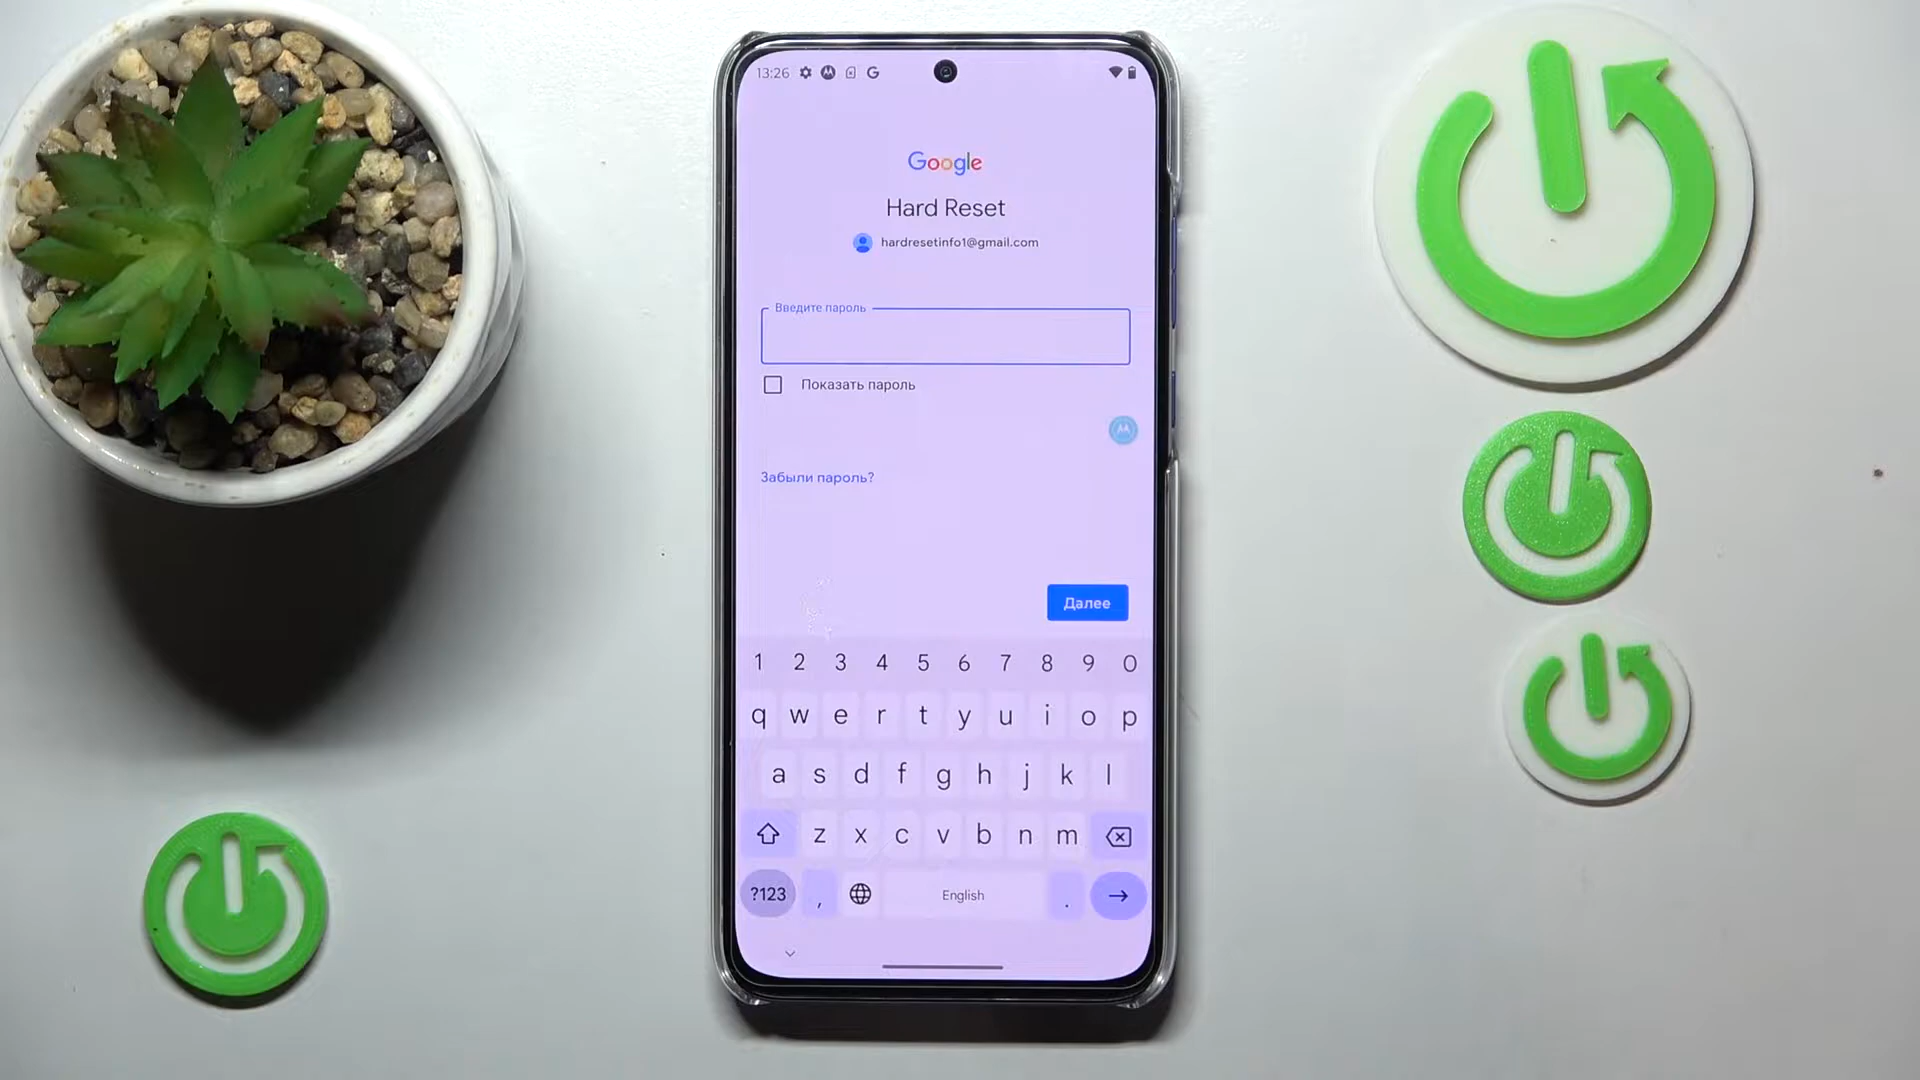 13:26
Google
Hard Reset
hardresetinfo1@gmail.com
Введите пароль
Показать пароль
Забыли пароль?
Далее
1 2 3 4 5 6 7 8 9 0
q w e r t y u i o p
a s d f g h j k l
z x c v b n m
?123 , English .